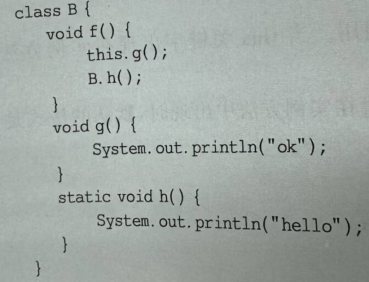 class B {
    void f() {
        this.g();
        B.h();
    }
    void g() {
        System.out.println("ok");
    }
    static void h() {
        System.out.println("hello");
    }
}